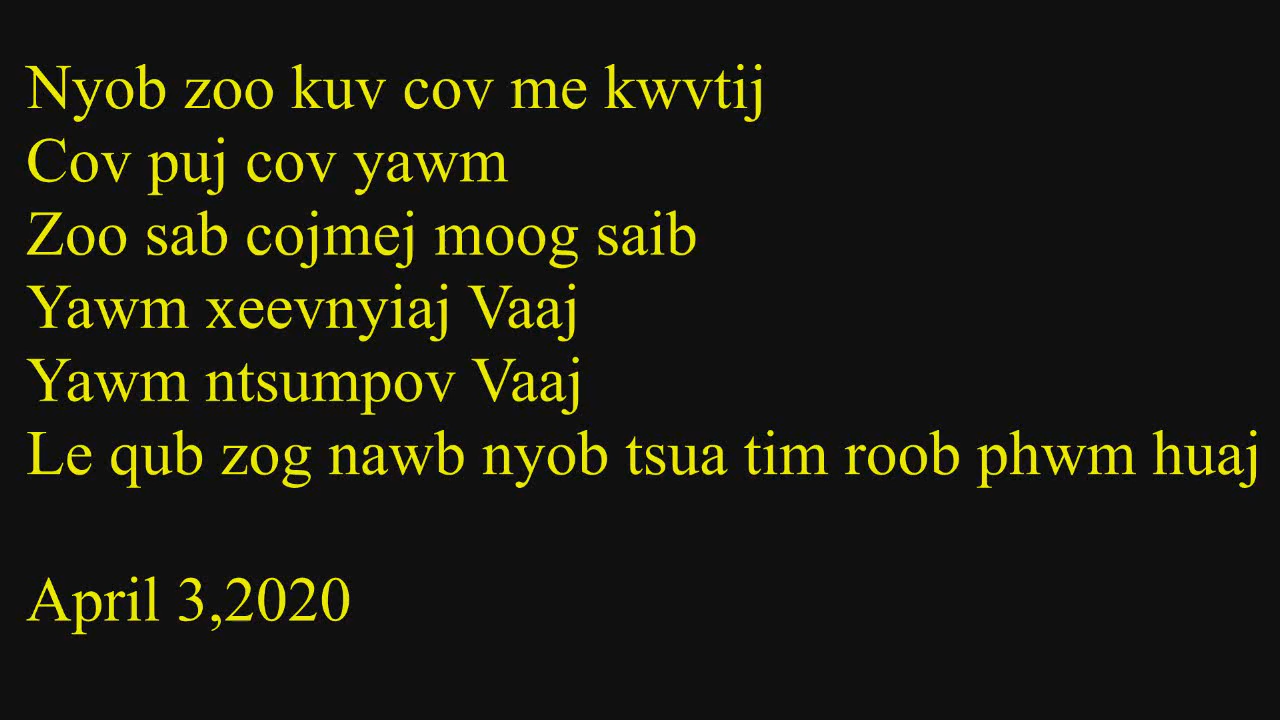 Nyob zoo kuv cov me kwvtij
Cov puj cov yawm
Zoo sab cojmej moog saib
Yawm xeevnyiaj Vaaj
Yawm ntsumpov Vaaj
Le qub zog nawb nyob tsua tim roob phwm huaj
April 3,2020